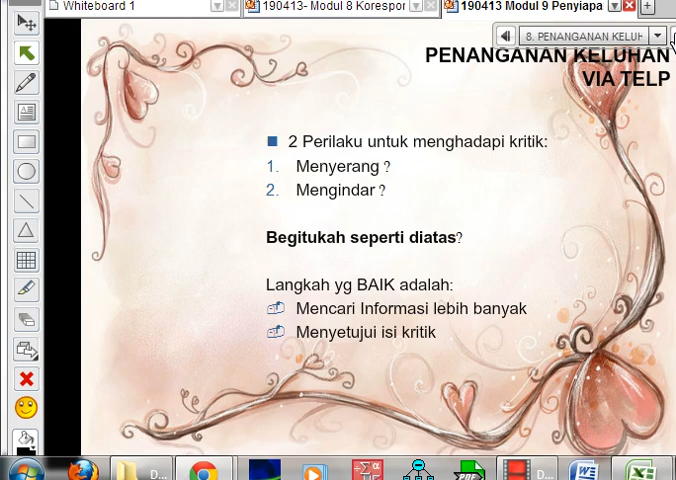 Whiteboard 1
190413- Modul 8 Korespor
190413 Modul 9 Penyiapa
8. PENANGANAN KELUH
PENANGANAN KELUHAN
VIA TELP
2 Perilaku untuk menghadapi kritik:
1. Menyerang ?
2. Mengindar ?
Begitukah seperti diatas?
Langkah yg BAIK adalah:
Mencari Informasi lebih banyak
Menyetujui isi kritik
D...
D...